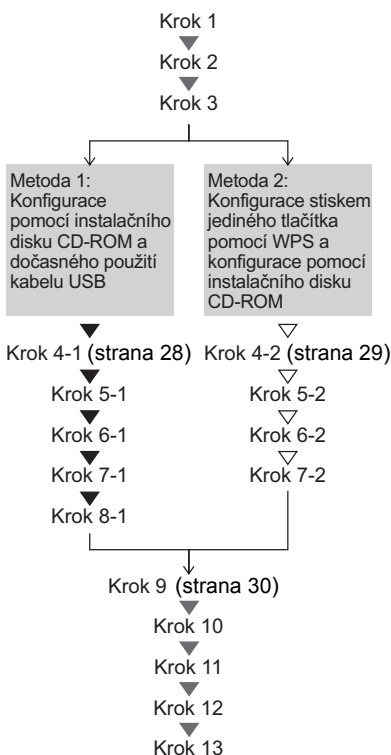 Krok 1
Krok 2
Krok 3
Metoda 1:
Konfigurace
pomocí instalačního
disku CD-ROM a
dočasného použití
kabelu USB
Metoda 2:
Konfigurace stiskem
jediného tlačítka
pomocí WPS a
konfigurace pomocí
instalačního disku
CD-ROM
Krok 4-1 (strana 28)
Krok 5-1
Krok 6-1
Krok 7-1
Krok 8-1
Krok 4-2 (strana 29)
Krok 5-2
Krok 6-2
Krok 7-2
Krok 9 (strana 30)
Krok 10
Krok 11
Krok 12
Krok 13